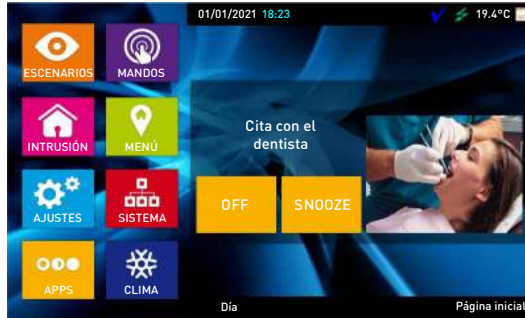 01/01/2021 18:23
19.4°C
ESCENARIOS
MANDOS
INTRUSIÓN
MENÚ
Cita con el
dentista
AJUSTES
SISTEMA
OFF
SNOOZE
APPS
CLIMA
Día
Página inicial